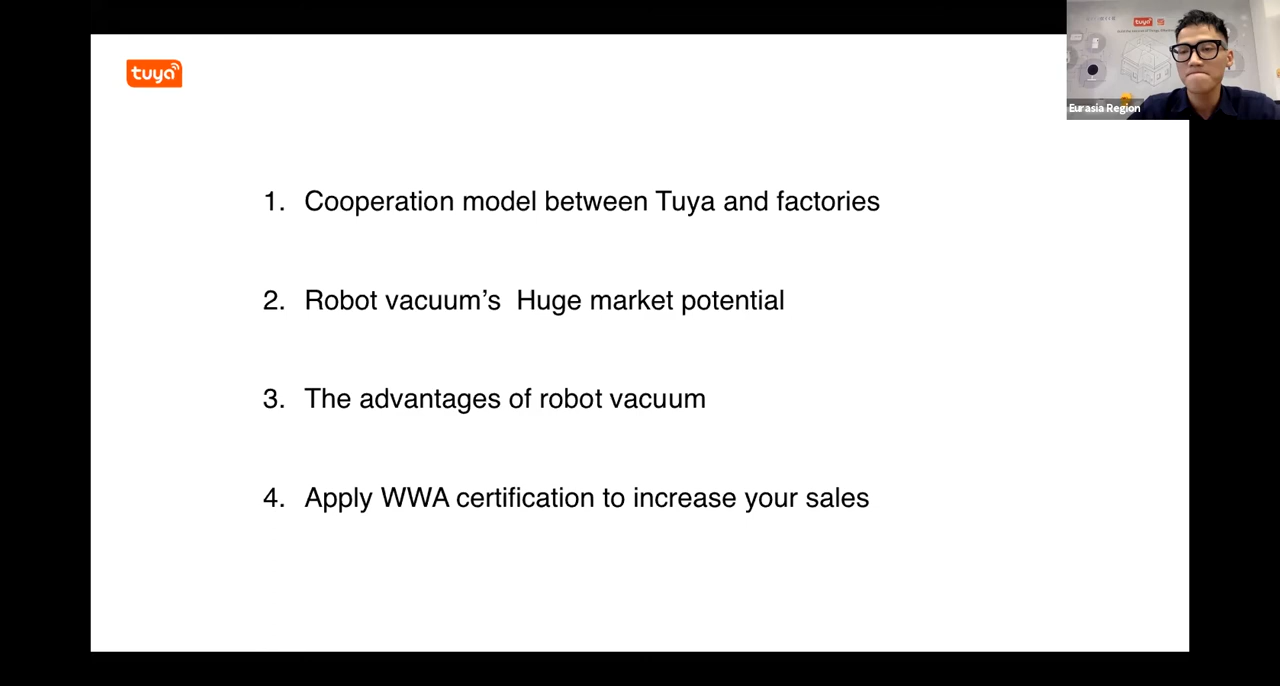 tuya
tuya
Eurasia Region
1. Cooperation model between Tuya and factories
2. Robot vacuum’s  Huge market potential
3. The advantages of robot vacuum
4. Apply WWA certification to increase your sales